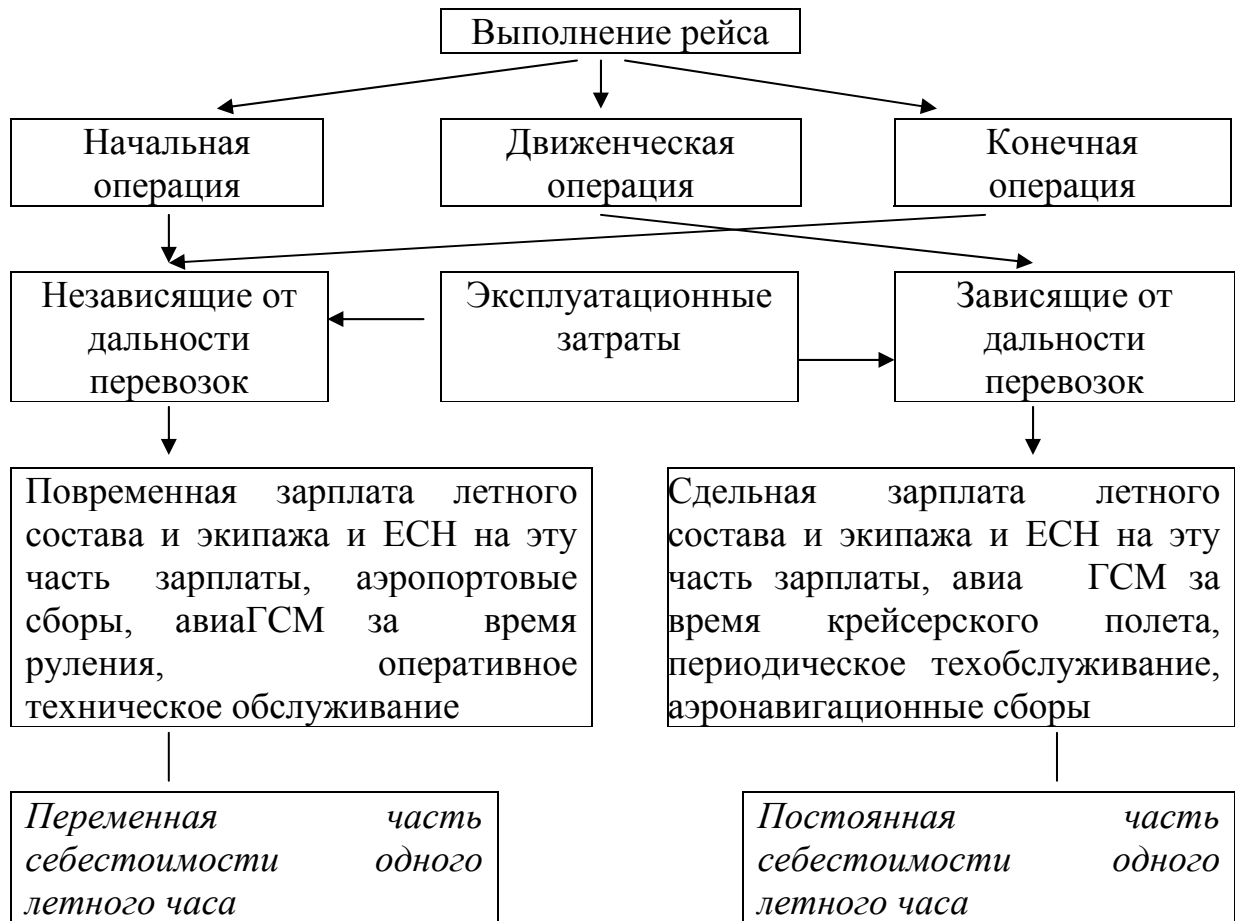 Выполнение рейса
Начальная
операция
Движенческая
операция
Конечная
операция
Независящие от
дальности
перевозок
Эксплуатационные
затраты
Зависящие от
дальности
перевозок
Повременная зарплата летного
состава и экипажа и ЕСН на эту
часть зарплаты, аэропортовые
сборы, авиаГСМ за время
руления, оперативное
техническое обслуживание
Сдельная зарплата летного
состава и экипажа и ЕСН на эту
часть зарплаты, авиа ГСМ за
время крейсерского полета,
периодическое техобслуживание,
аэронавигационные сборы
Переменная часть
себестоимости одного
летного часа
Постоянная часть
себестоимости одного
летного часа